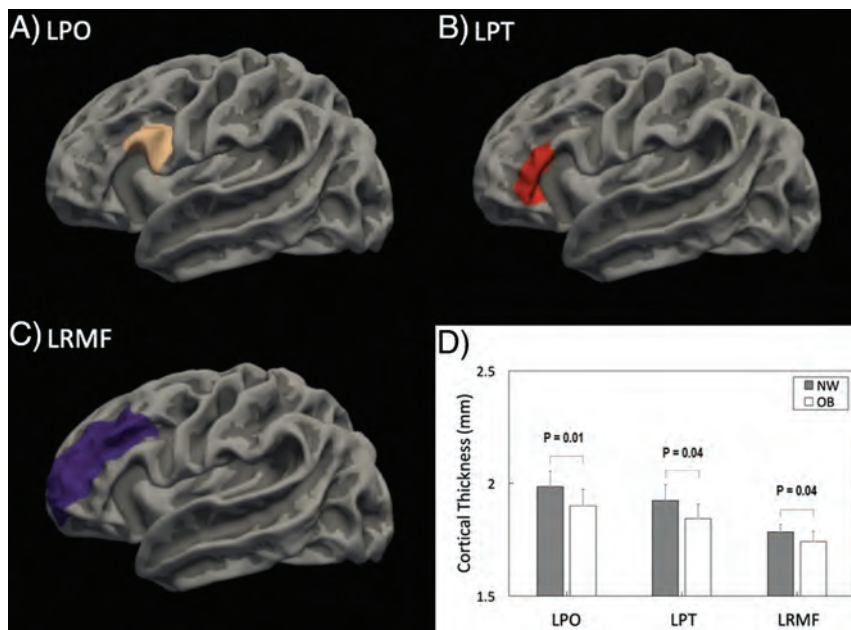 A) LPO
B) LPT
C) LRMF
D)
2.5
2
1.5
Cortical Thickness (mm)
NW
OB
P = 0.01
P = 0.04
P = 0.04
LPO
LPT
LRMF